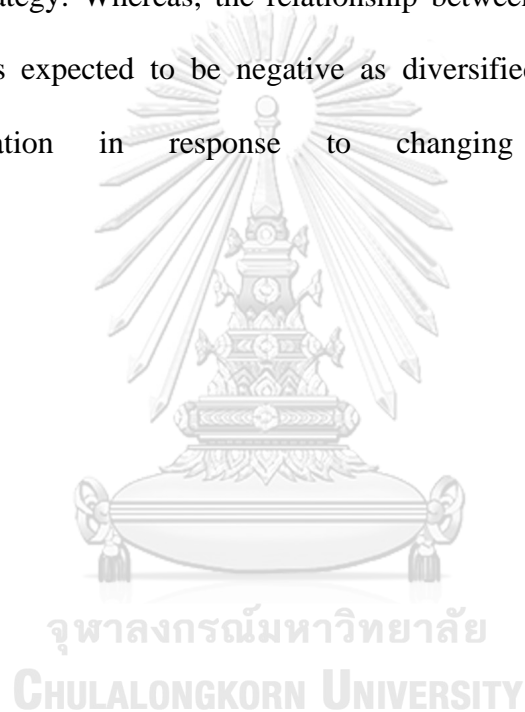 ategy. Whereas, the relationship between
s expected to be negative as diversified
ation in response to changing
จุฬาลงกรณ์มหาวิทยาลัย
CHULALONGKORN UNIVERSITY